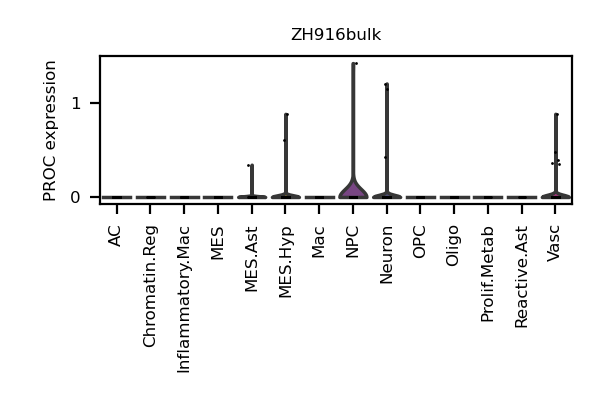 ZH916bulk
PROC expression
1
0
AC
Chromatin.Reg
Inflammatory.Mac
MES
MES.Ast
MES.Hyp
Mac
NPC
Neuron
OPC
Oligo
Prolif.Metab
Reactive.Ast
Vasc